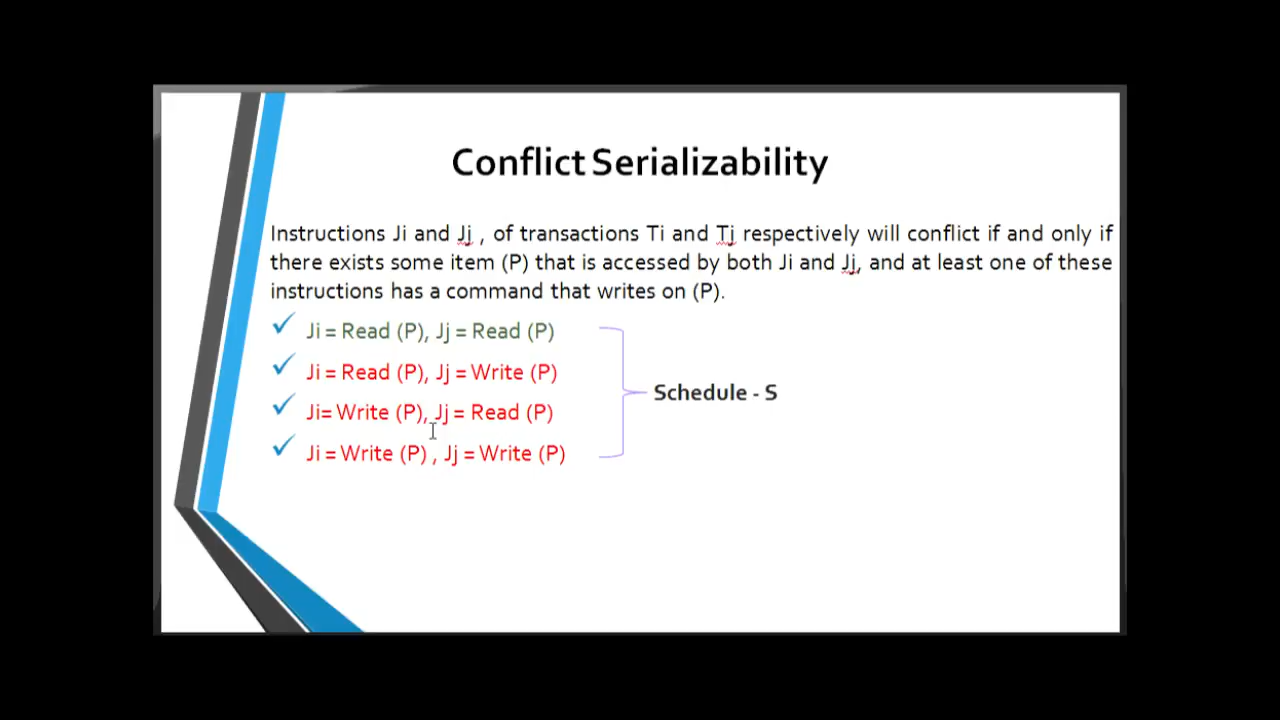 Conflict Serializability
Instructions Ji and Jj , of transactions Ti and Tj respectively will conflict if and only if
there exists some item (P) that is accessed by both Ji and Jj, and at least one of these
instructions has a command that writes on (P).
Ji = Read (P), Jj = Read (P)
Ji = Read (P), Jj = Write (P)
Ji= Write (P), Jj = Read (P)
Ji = Write (P) , Jj = Write (P)
Schedule - S